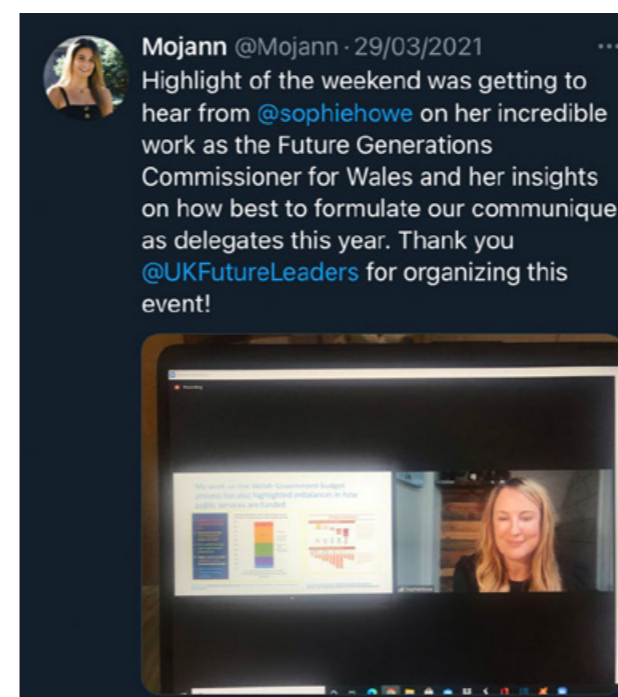 Mojann @Mojann · 29/03/2021
Highlight of the weekend was getting to
hear from @sophiehowe on her incredible
work as the Future Generations
Commissioner for Wales and her insights
on how best to formulate our communique
as delegates this year. Thank you
@UKFutureLeaders for organizing this
event!
Recording
My work on the Welsh Government budget
process has also highlighted imbalances in how
public services are funded